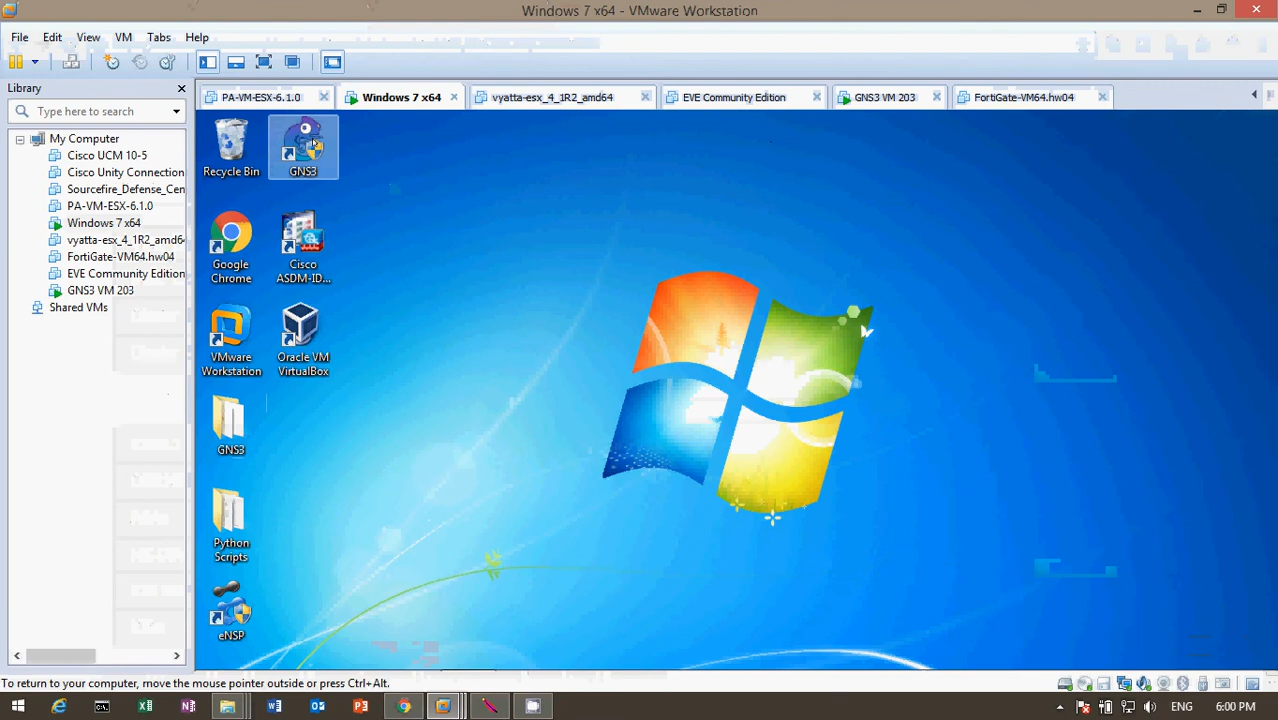 Windows 7 x64 - VMware Workstation
File Edit View VM Tabs Help
Library
Type here to search
PA-VM-ESX-6.1.0
Windows 7 x64
vyatta-esx_4_1R2_amd64
EVE Community Edition
GNS3 VM 203
FortiGate-VM64.hw04
My Computer
Cisco UCM 10-5
Cisco Unity Connection
Sourcefire_Defense_Cen
PA-VM-ESX-6.1.0
Windows 7 x64
vyatta-esx_4_1R2_amd64
FortiGate-VM64.hw04
EVE Community Edition
GNS3 VM 203
Shared VMs
Recycle Bin
GNS3
Google
Chrome
Cisco
ASDM-ID...
VMware
Workstation
Oracle VM
VirtualBox
GNS3
Python
Scripts
eNSP
To return to your computer, move the mouse pointer outside or press Ctrl+Alt.
ENG
6:00 PM